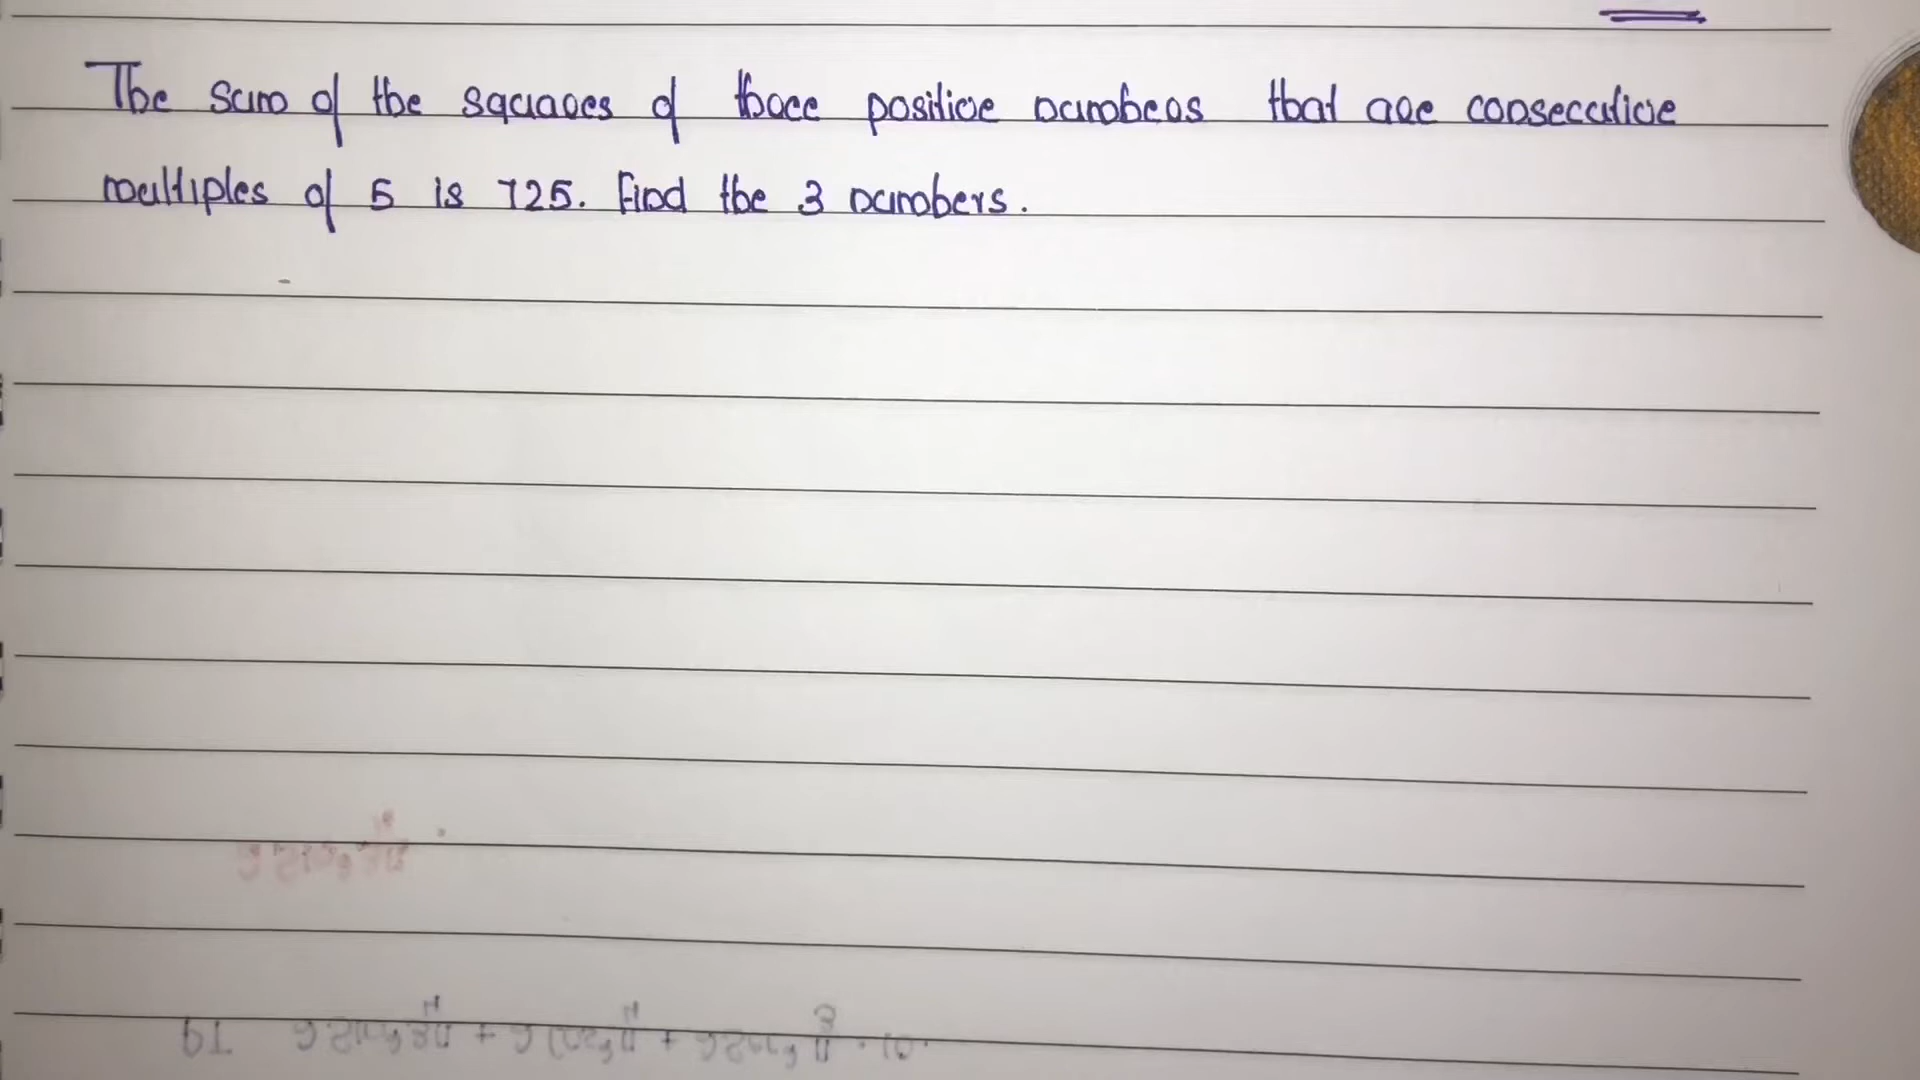 The sum of the squares of three positive numbers that are consecutive
multiples of 5 is 725. Find the 3 numbers.